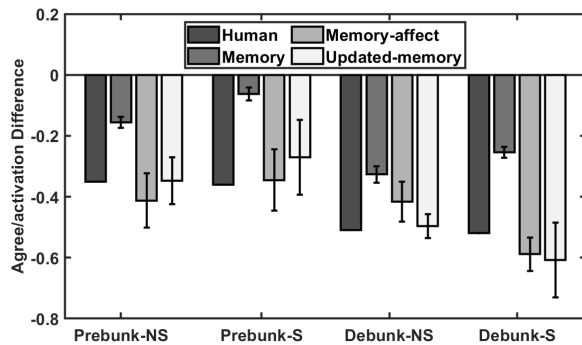 Agree/activation Difference
0.2
0
-0.2
-0.4
-0.6
-0.8
Human
Memory-affect
Memory
Updated-memory
Prebunk-NS
Prebunk-S
Debunk-NS
Debunk-S